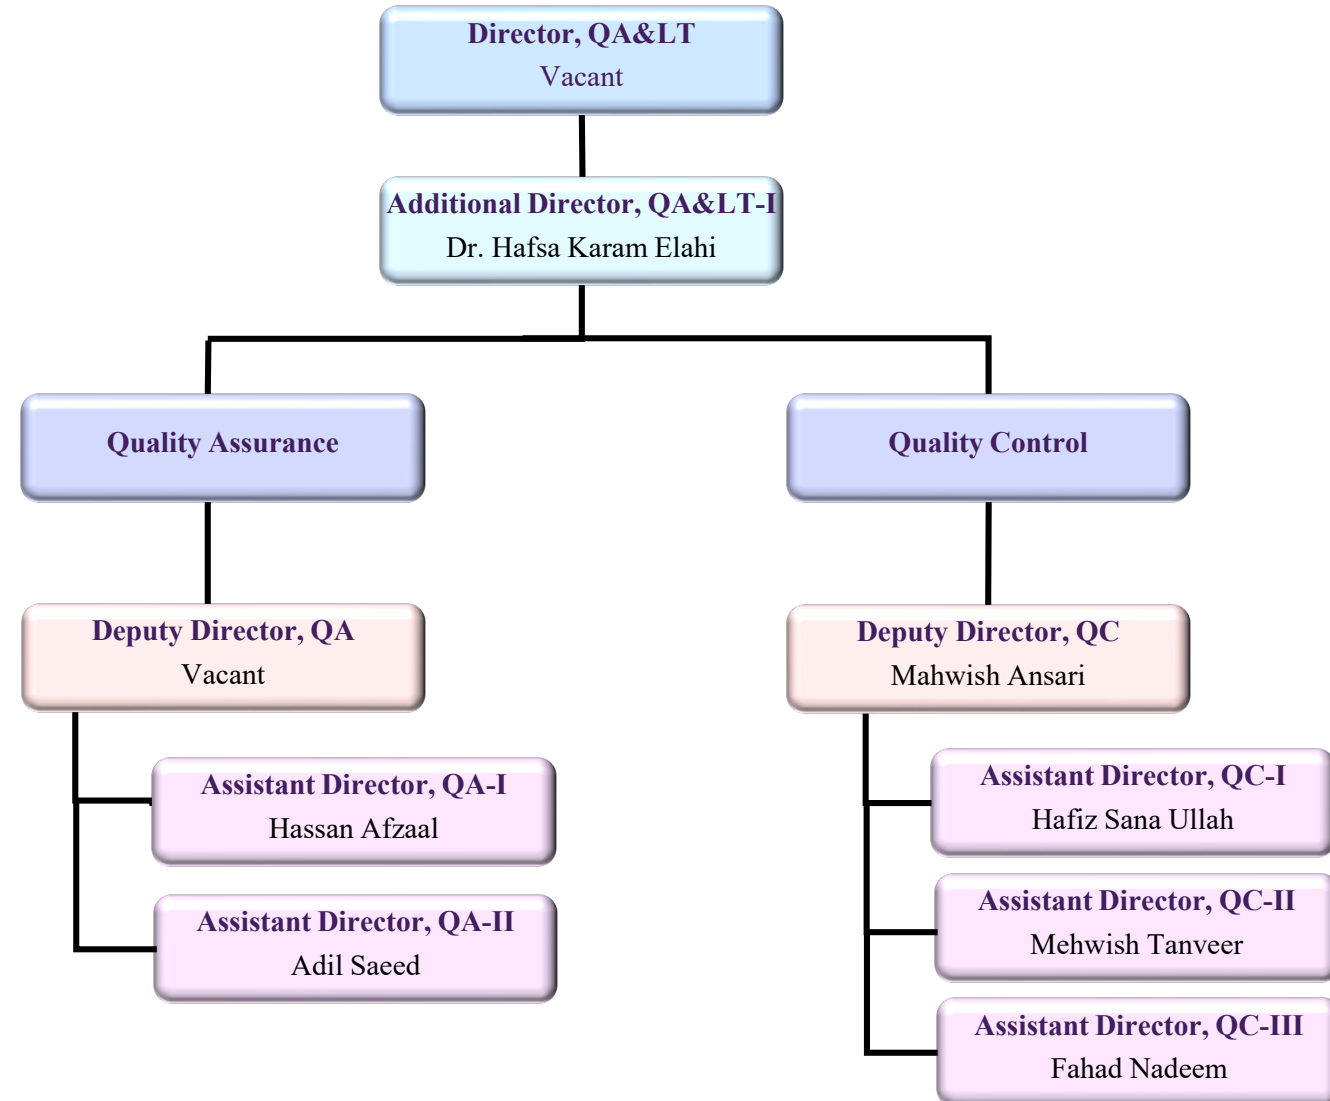 Director, QA&LT
Vacant
Additional Director, QA&LT-I
Dr. Hafsa Karam Elahi
Quality Assurance
Deputy Director, QA
Vacant
Assistant Director, QA-I
Hassan Afzaal
Assistant Director, QA-II
Adil Saeed
Quality Control
Deputy Director, QC
Mahwish Ansari
Assistant Director, QC-I
Hafiz Sana Ullah
Assistant Director, QC-II
Mehwish Tanveer
Assistant Director, QC-III
Fahad Nadeem